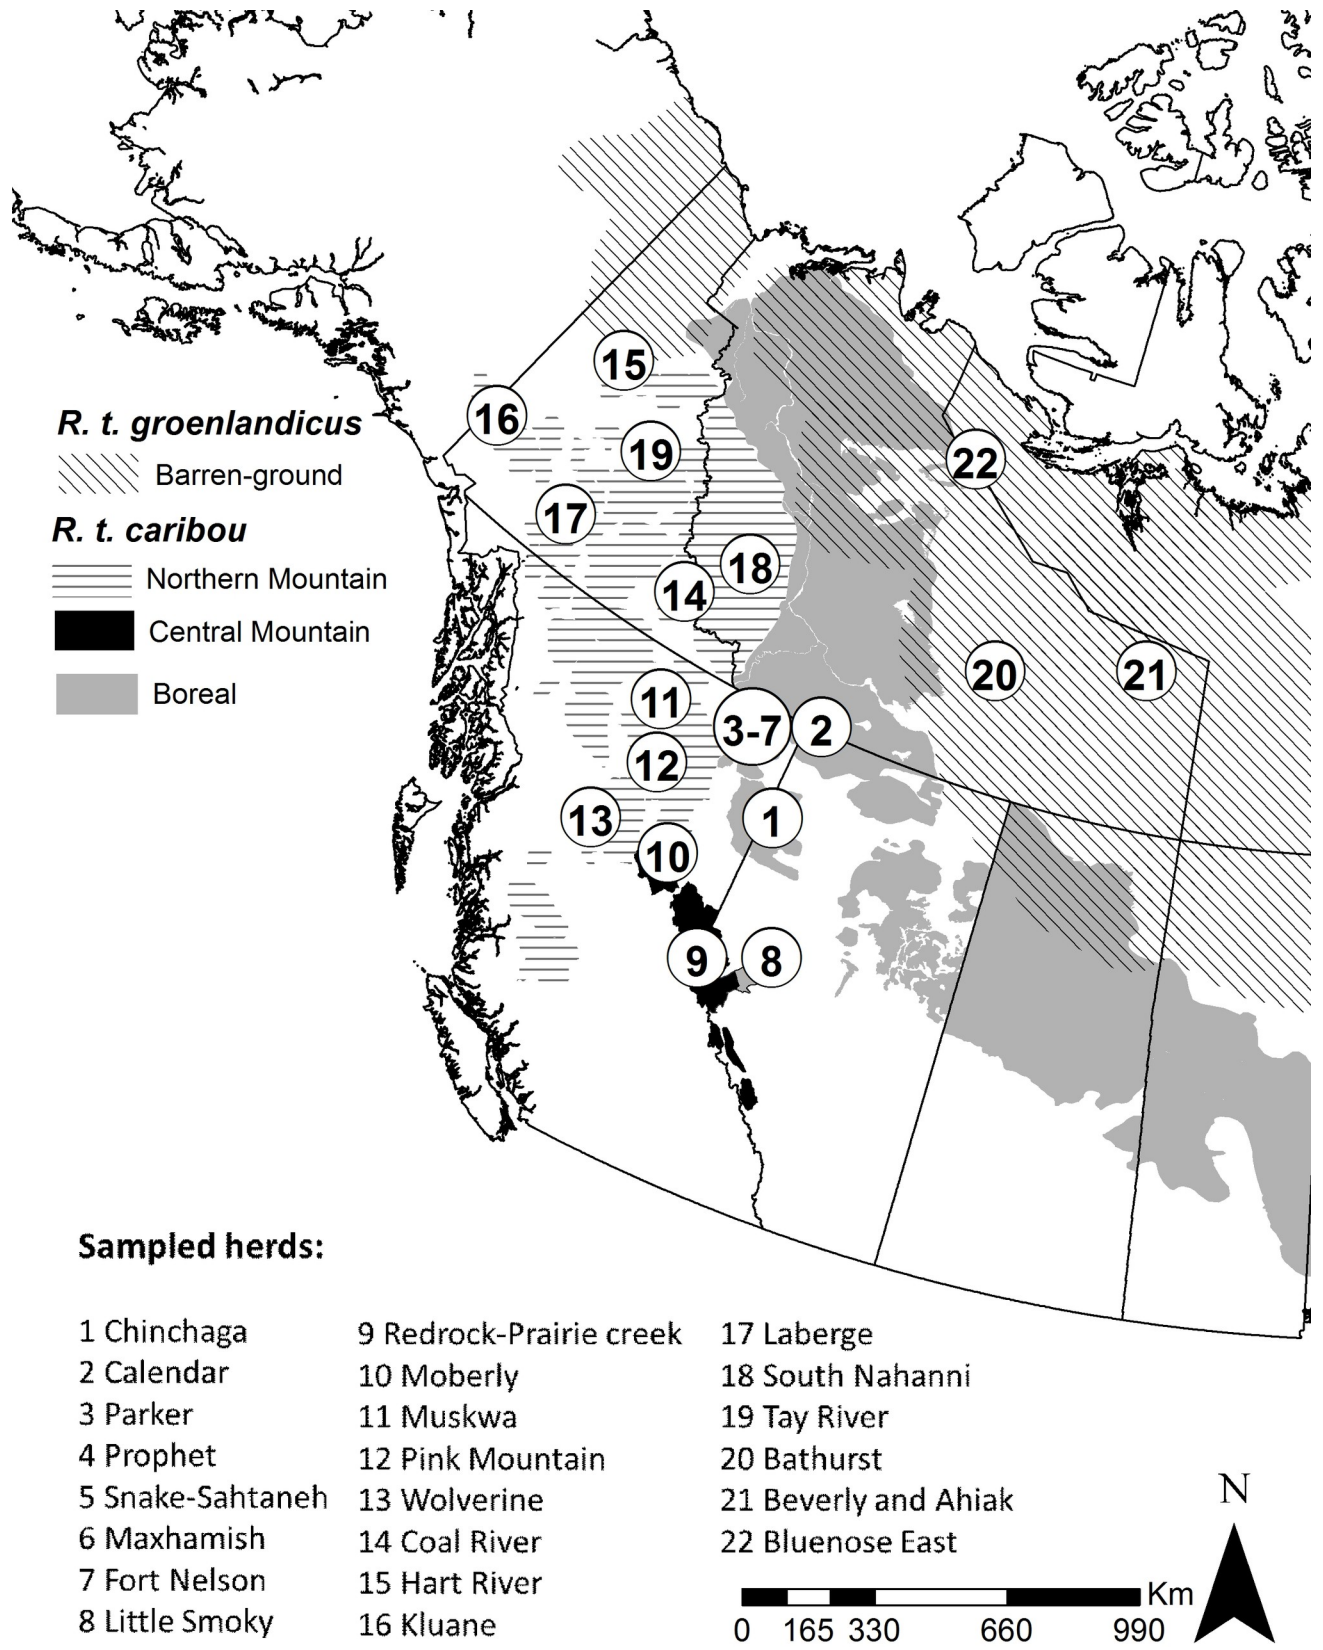 15
16
19
22
17
18
14
20
21
11
3-7
2
12
13
1
10
9
8
R. t. groenlandicus
Barren-ground
R. t. caribou
Northern Mountain
Central Mountain
Boreal
Sampled herds:
1 Chinchaga
2 Calendar
3 Parker
4 Prophet
5 Snake-Sahtaneh
6 Maxhamish
7 Fort Nelson
8 Little Smoky
9 Redrock-Prairie creek
10 Moberly
11 Muskwa
12 Pink Mountain
13 Wolverine
14 Coal River
15 Hart River
16 Kluane
17 Laberge
18 South Nahanni
19 Tay River
20 Bathurst
21 Beverly and Ahiak
22 Bluenose East
N
Km
0 165 330 660 990